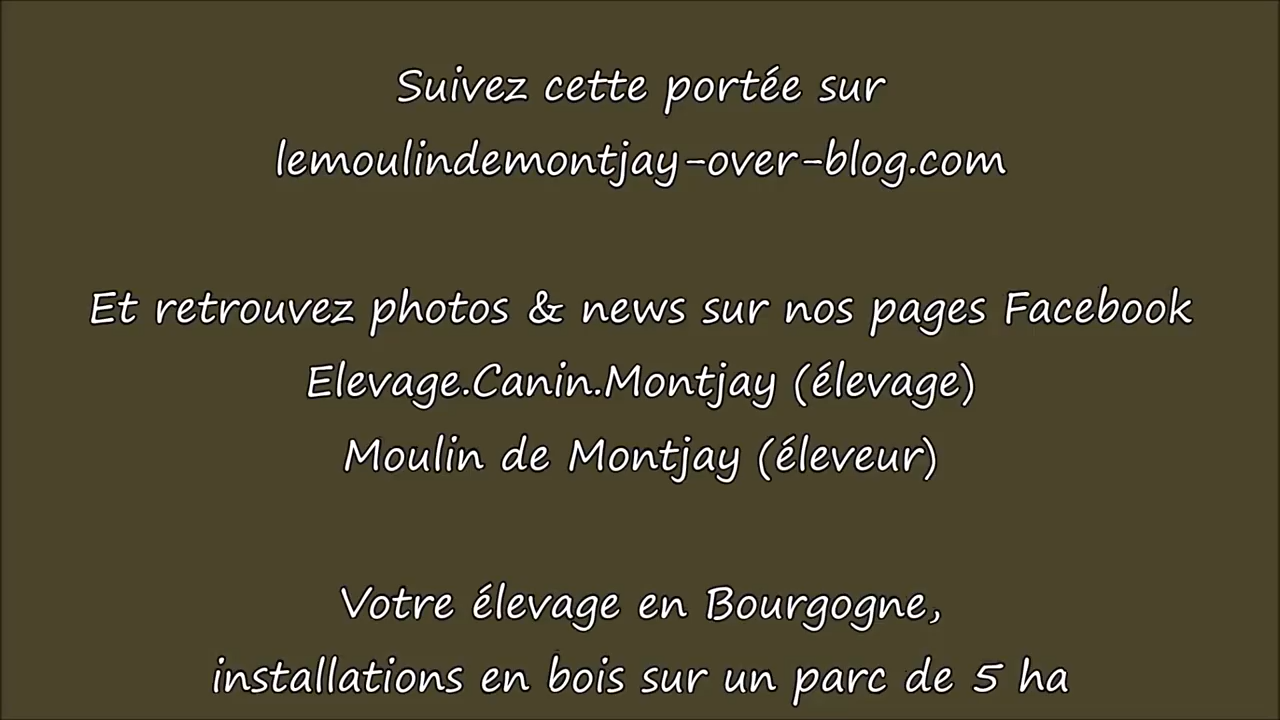 Suivez cette portée sur
lemoulindemontjay-over-blog.com
Et retrouvez photos & news sur nos pages Facebook
Elevage.Canin.Montjay (élevage)
Moulin de Montjay (éleveur)
Votre élevage en Bourgogne,
installations en bois sur un parc de 5 ha